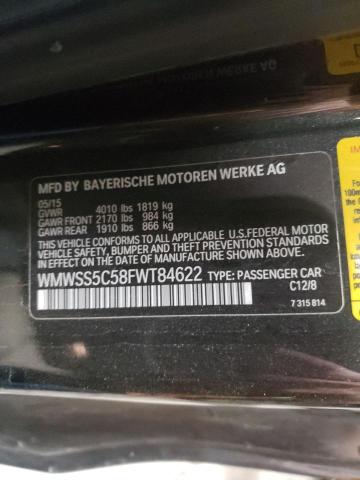 MFD BY BAYERISCHE MOTOREN WERKE AG
05/15
GVWR 4010 lbs 1819 kg
GAWR FRONT 2170 lbs 984 kg
GAWR REAR 1910 lbs 866 kg
THIS VEHICLE CONFORMS TO ALL APPLICABLE U.S.FEDERAL MOTOR
VEHICLE SAFETY, BUMPER, AND THEFT PREVENTION STANDARDS
IN EFFECT ON THE DATE OF MANUFACTURE SHOWN ABOVE.
WMWSS5C58FWT84622 TYPE: PASSENGER CAR
C12/8
7 315 814